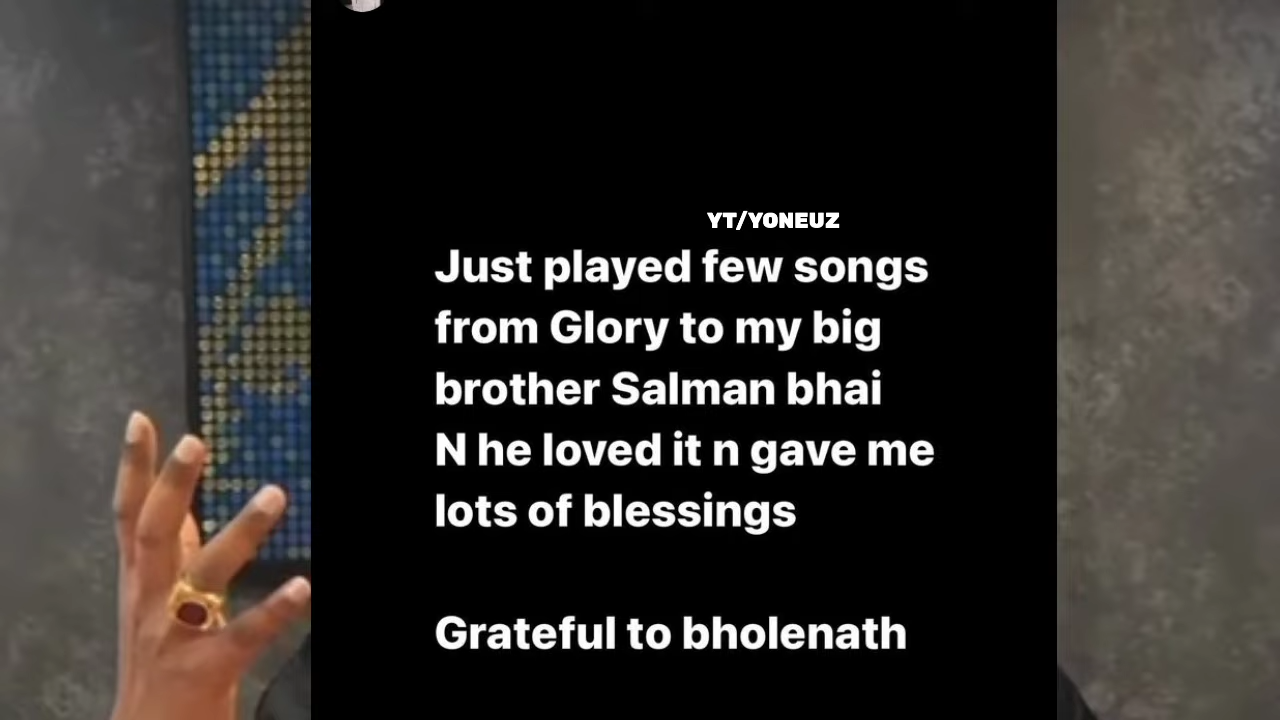 YT/YONEUZ
Just played few songs
from Glory to my big
brother Salman bhai
N he loved it n gave me
lots of blessings
Grateful to bholenath